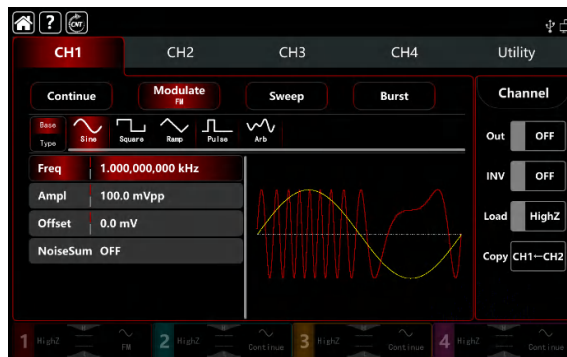 ? CNT
CH1 CH2 CH3 CH4 Utility
Continue Modulate Sweep Burst Channel
FM
Base
Type Sine Square Ramp Pulse Arb
Out OFF
Freq 1.000,000,000 kHz
INV OFF
Ampl 100.0 mVpp
Offset 0.0 mV
Load HighZ
NoiseSum OFF
Copy CH1←CH2
1 HighZ FM 2 HighZ Continue 3 HighZ Continue 4 HighZ